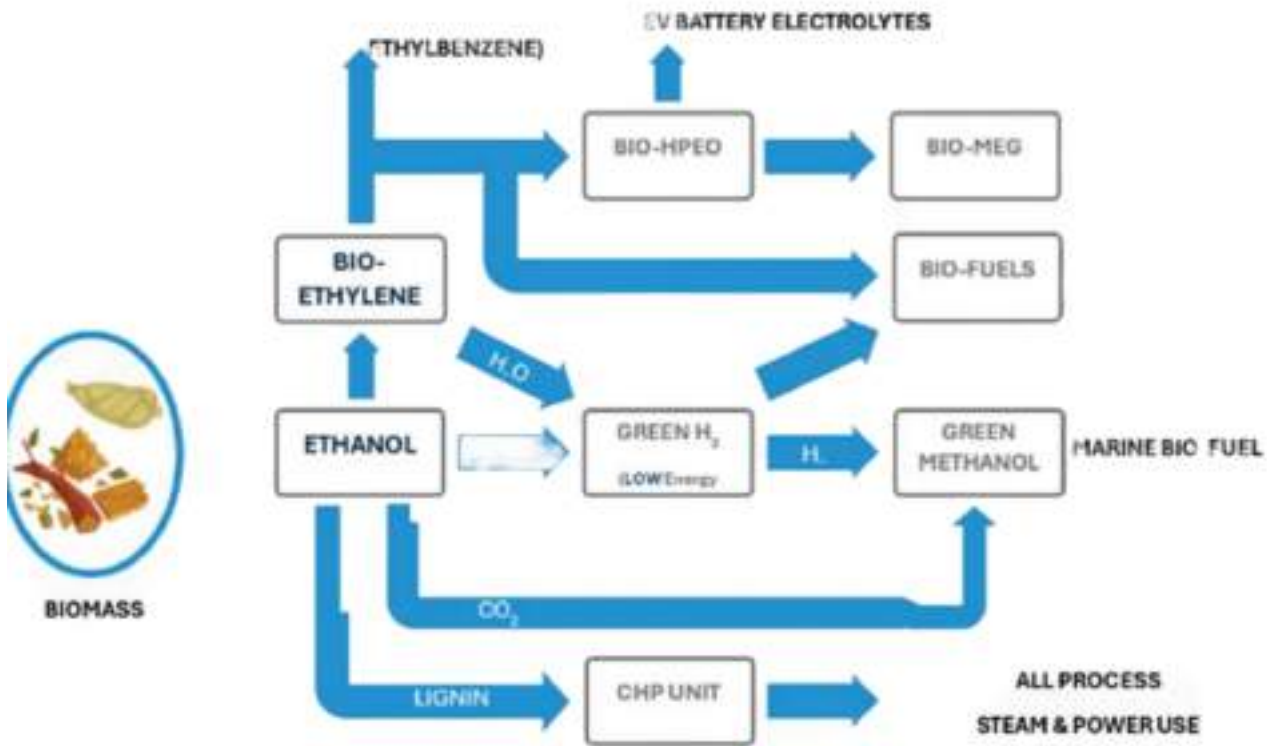 EV BATTERY ELECTROLYTES
ETHYLBENZENE)
BIO-HPEO
BIO-MEG
BIO-
ETHYLENE
BIO-FUELS
H₂O
ETHANOL
GREEN H₂
(LOW Energy
H
GREEN
METHANOL
MARINE BIO FUEL
BIOMASS
CO₂
LIGNIN
CHP UNIT
ALL PROCESS
STEAM & POWER USE